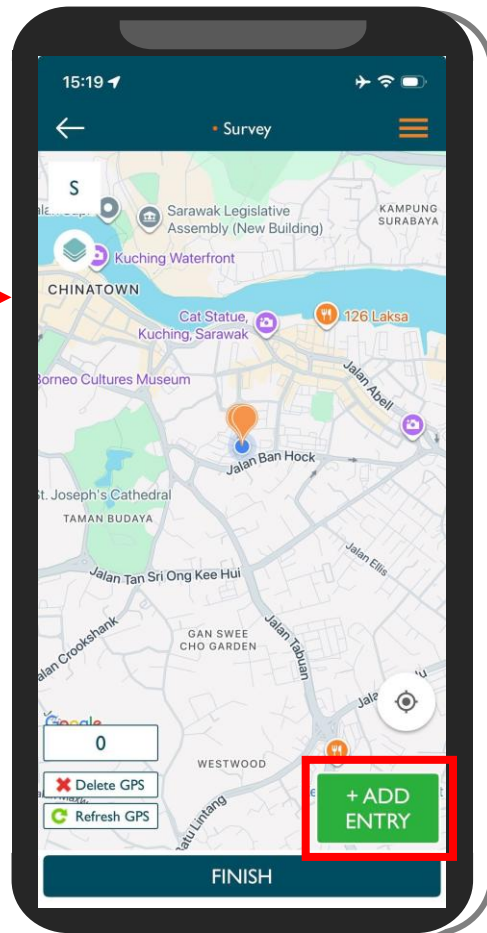 15:19
• Survey
S
Sarawak Legislative
Assembly (New Building)
KAMPUNG
SURABAYA
Kuching Waterfront
CHINATOWN
Cat Statue,
Kuching, Sarawak
126 Laksa
Borneo Cultures Museum
Jalan Abell
Jalan Ban Hock
St. Joseph's Cathedral
TAMAN BUDAYA
Jalan Ellis
Jalan Tan Sri Ong Kee Hui
Jalan Crookshank
GAN SWEE
CHO GARDEN
Jalan Tabuan
Google
0
WESTWOOD
Delete GPS
Refresh GPS
Batu Lintang
+ ADD
ENTRY
FINISH